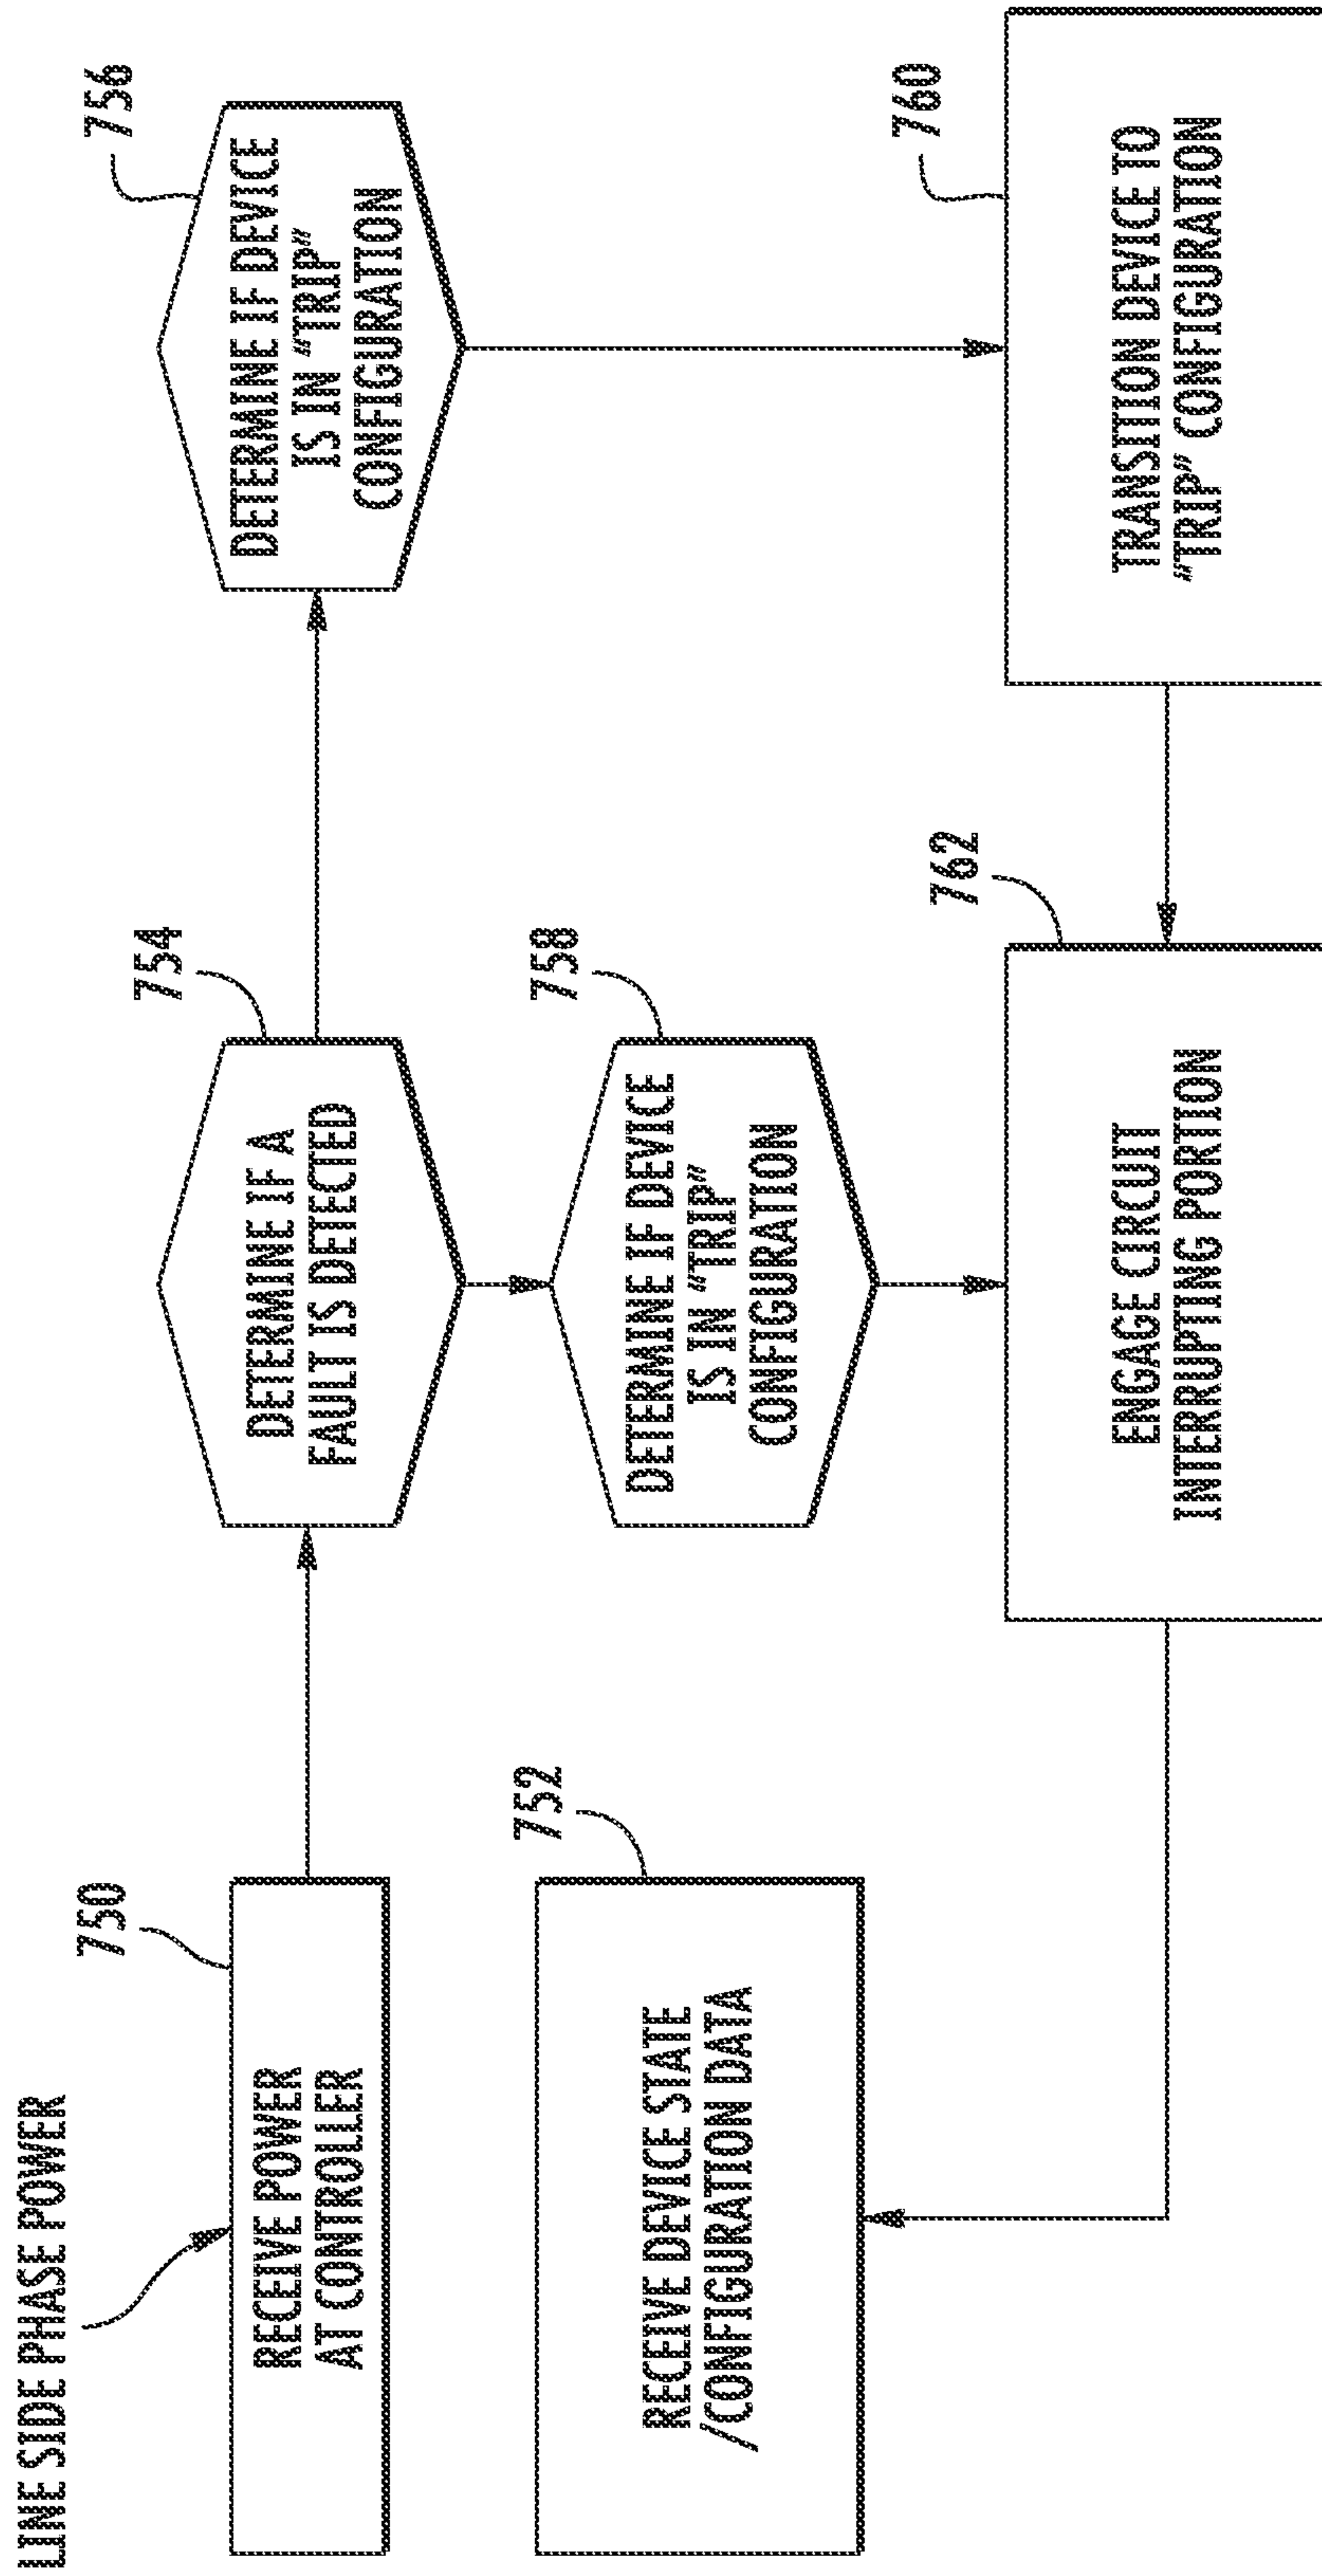 LINE SIDE PHASE POWER
750
RECEIVE POWER
AT CONTROLLER
752
RECEIVE DEVICE STATE
/CONFIGURATION DATA
754
DETERMINE IF A
FAULT IS DETECTED
756
DETERMINE IF DEVICE
IS IN “TRIP”
CONFIGURATION
758
DETERMINE IF DEVICE
IS IN “TRIP”
CONFIGURATION
762
ENGAGE CIRCUIT
INTERRUPTING PORTION
760
TRANSITION DEVICE TO
“TRIP” CONFIGURATION